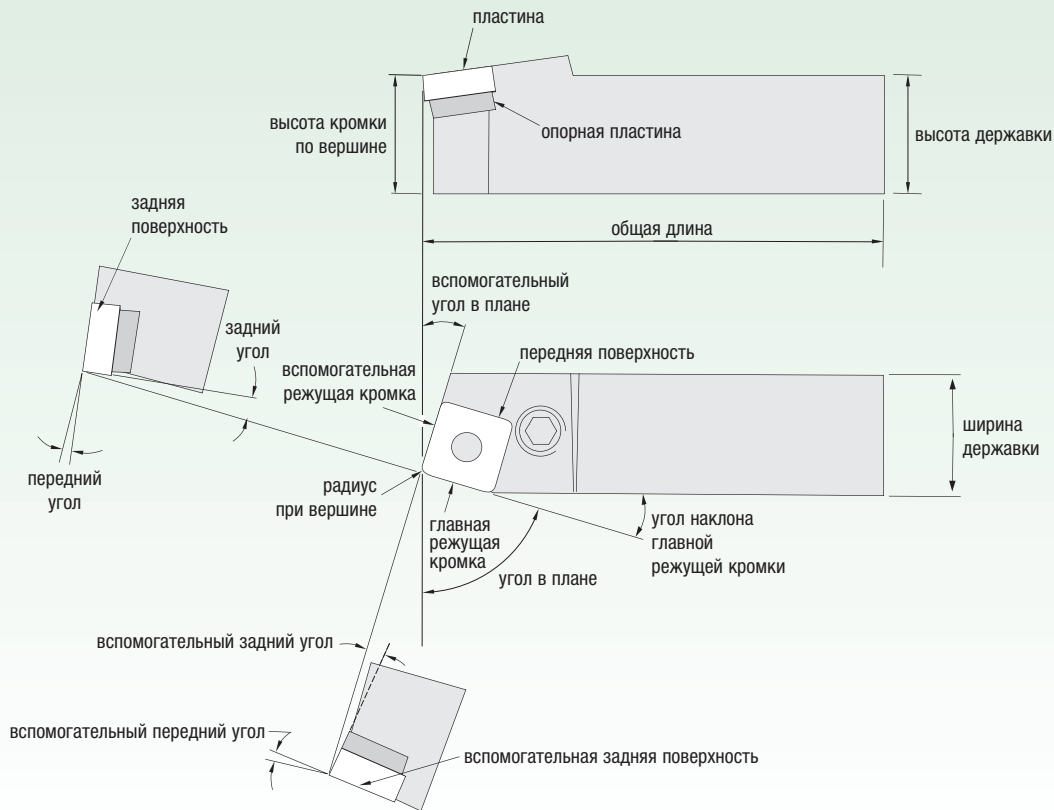 пластина
высота кромки
по вершине
опорная пластина
высота державки
задняя
поверхность
общая длина
вспомогательный
угол в плане
задний
угол
передняя поверхность
вспомогательная
режущая кромка
ширина
державки
передний
угол
радиус
при вершине
главная
режущая
кромка
угол наклона
главной
режущей кромки
угол в плане
вспомогательный задний угол
вспомогательный передний угол
вспомогательная задняя поверхность